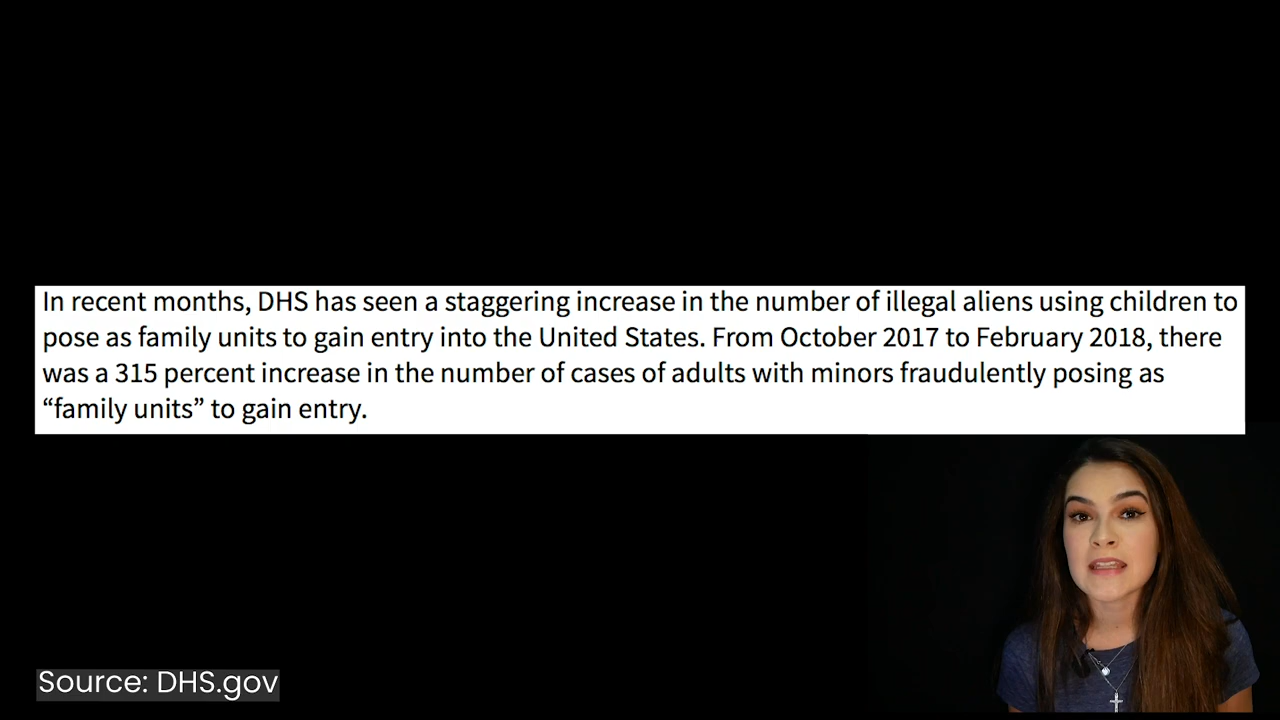 In recent months, DHS has seen a staggering increase in the number of illegal aliens using children to
pose as family units to gain entry into the United States. From October 2017 to February 2018, there
was a 315 percent increase in the number of cases of adults with minors fraudulently posing as
“family units” to gain entry.
Source: DHS.gov